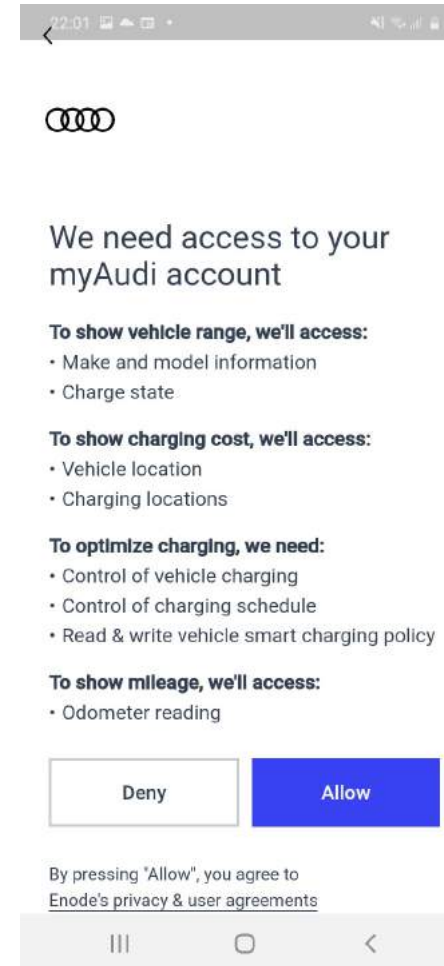 22:01
We need access to your
myAudi account
To show vehicle range, we'll access:
• Make and model information
• Charge state
To show charging cost, we'll access:
• Vehicle location
• Charging locations
To optimize charging, we need:
• Control of vehicle charging
• Control of charging schedule
• Read & write vehicle smart charging policy
To show mileage, we'll access:
• Odometer reading
Deny
Allow
By pressing "Allow", you agree to
Enode's privacy & user agreements